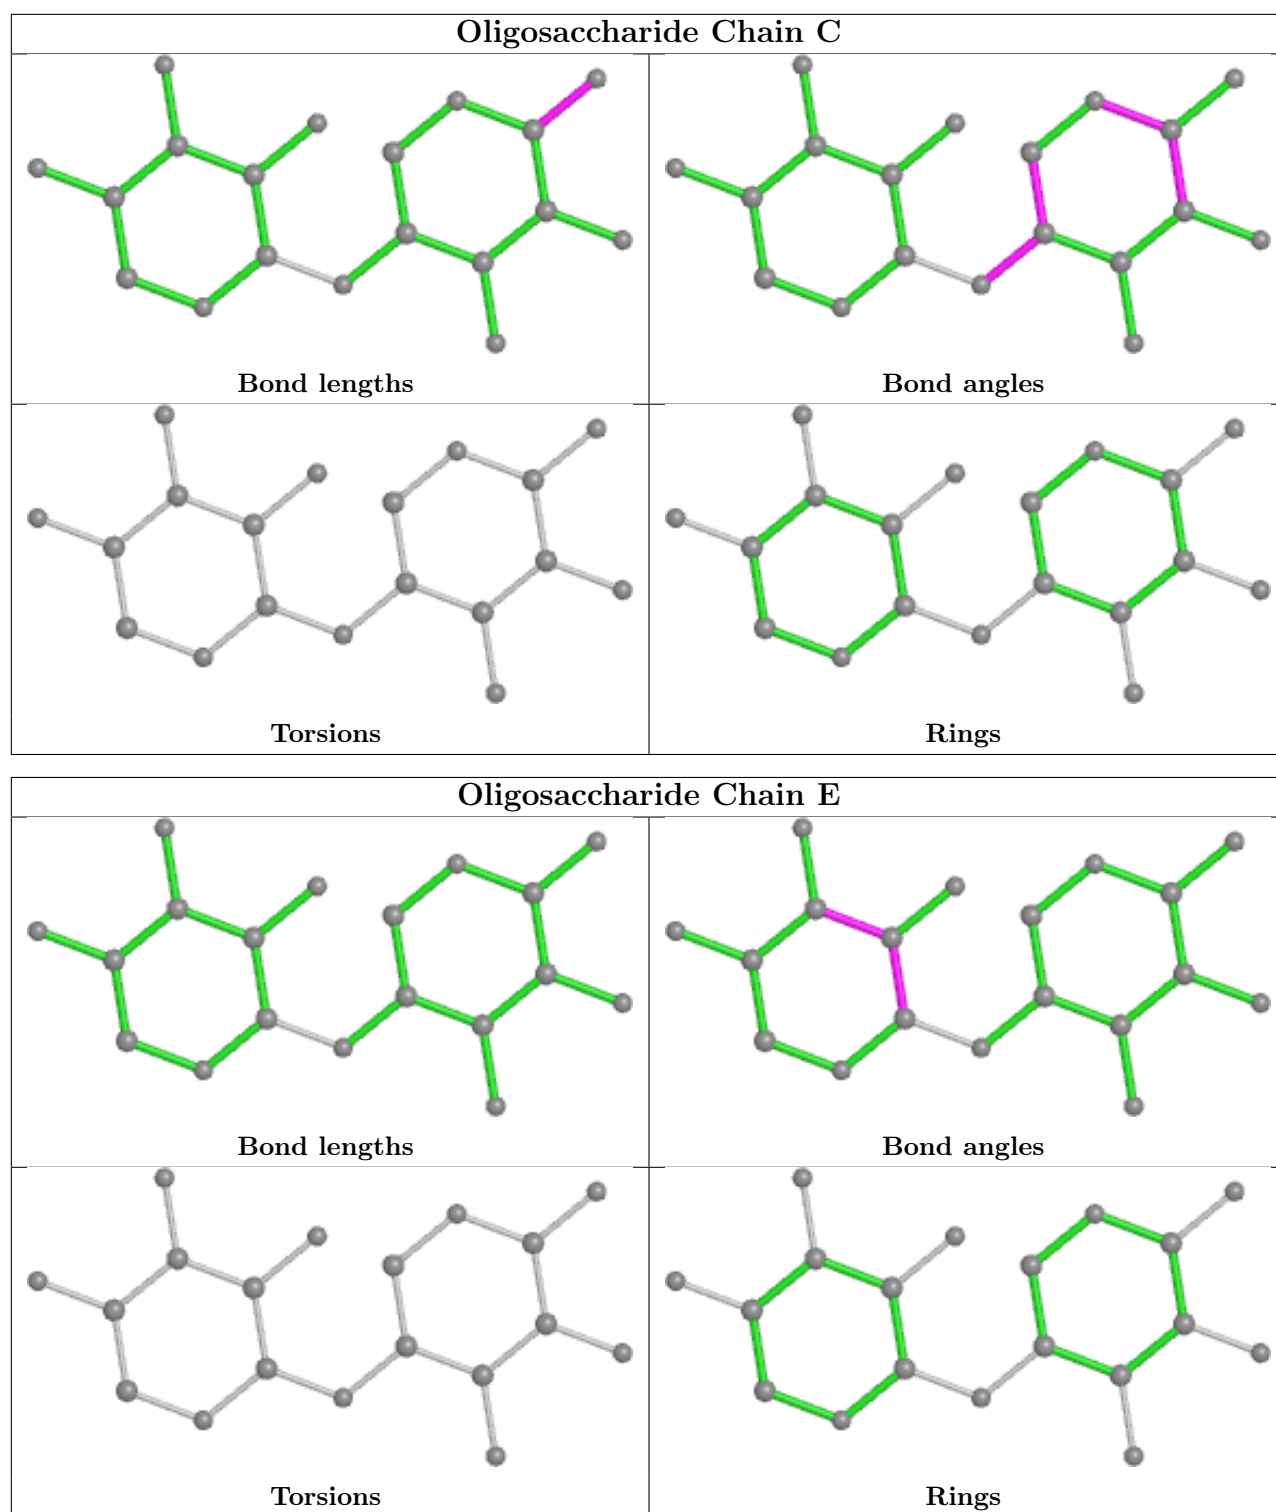 Oligosaccharide Chain C
Bond lengths
Bond angles
Torsions
Rings
Oligosaccharide Chain E
Bond lengths
Bond angles
Torsions
Rings